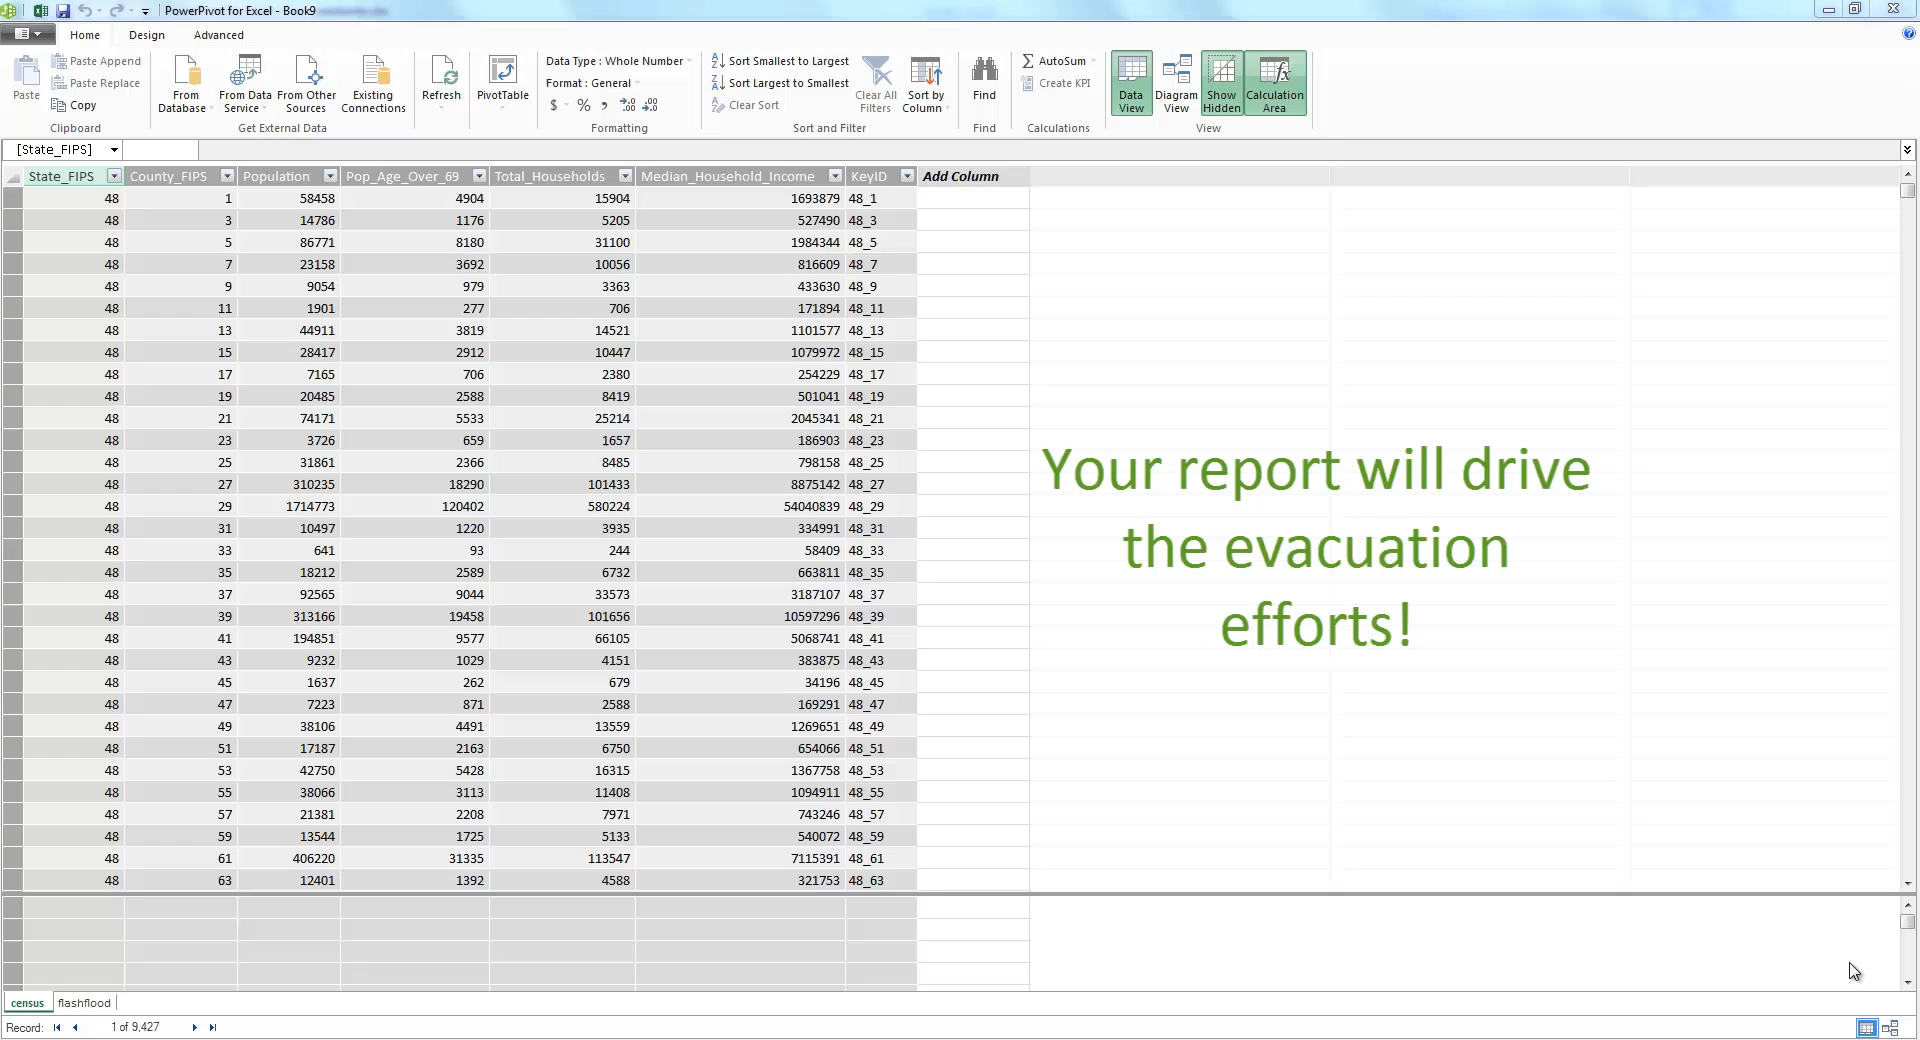 PowerPivot for Excel - Book9
Home Design Advanced
Paste
Paste Append
Paste Replace
Copy
Clipboard
From Database
From Data Service
From Other Sources
Existing Connections
Get External Data
Refresh
PivotTable
Data Type : Whole Number
Format : General
$ % , .00 .00
Formatting
Sort Smallest to Largest
Sort Largest to Smallest
Clear Sort
Clear All Filters
Sort by Column
Sort and Filter
Find
Find
AutoSum
Create KPI
Calculations
Data View
Diagram View
Show Hidden
Calculation Area
View
[State_FIPS]
State_FIPS County_FIPS Population Pop_Age_Over_69 Total_Households Median_Household_Income KeyID Add Column
48 1 58458 4904 15904 1693879 48_1
48 3 14786 1176 5205 527490 48_3
48 5 86771 8180 31100 1984344 48_5
48 7 23158 3692 10056 816609 48_7
48 9 9054 979 3363 433630 48_9
48 11 1901 277 706 171894 48_11
48 13 44911 3819 14521 1101577 48_13
48 15 28417 2912 10447 1079972 48_15
48 17 7165 706 2380 254229 48_17
48 19 20485 2588 8419 501041 48_19
48 21 74171 5533 25214 2045341 48_21
48 23 3726 659 1657 186903 48_23
48 25 31861 2366 8485 798158 48_25
48 27 310235 18290 101433 8875142 48_27
48 29 1714773 120402 580224 54040839 48_29
48 31 10497 1220 3935 334991 48_31
48 33 641 93 244 58409 48_33
48 35 18212 2589 6732 663811 48_35
48 37 92565 9044 33573 3187107 48_37
48 39 313166 19458 101656 10597296 48_39
48 41 194851 9577 66105 5068741 48_41
48 43 9232 1029 4151 383875 48_43
48 45 1637 262 679 34196 48_45
48 47 7223 871 2588 169291 48_47
48 49 38106 4491 13559 1269651 48_49
48 51 17187 2163 6750 654066 48_51
48 53 42750 5428 16315 1367758 48_53
48 55 38066 3113 11408 1094911 48_55
48 57 21381 2208 7971 743246 48_57
48 59 13544 1725 5133 540072 48_59
48 61 406220 31335 113547 7115391 48_61
48 63 12401 1392 4588 321753 48_63
Your report will drive
the evacuation
efforts!
census flashflood
Record: 1 of 9,427